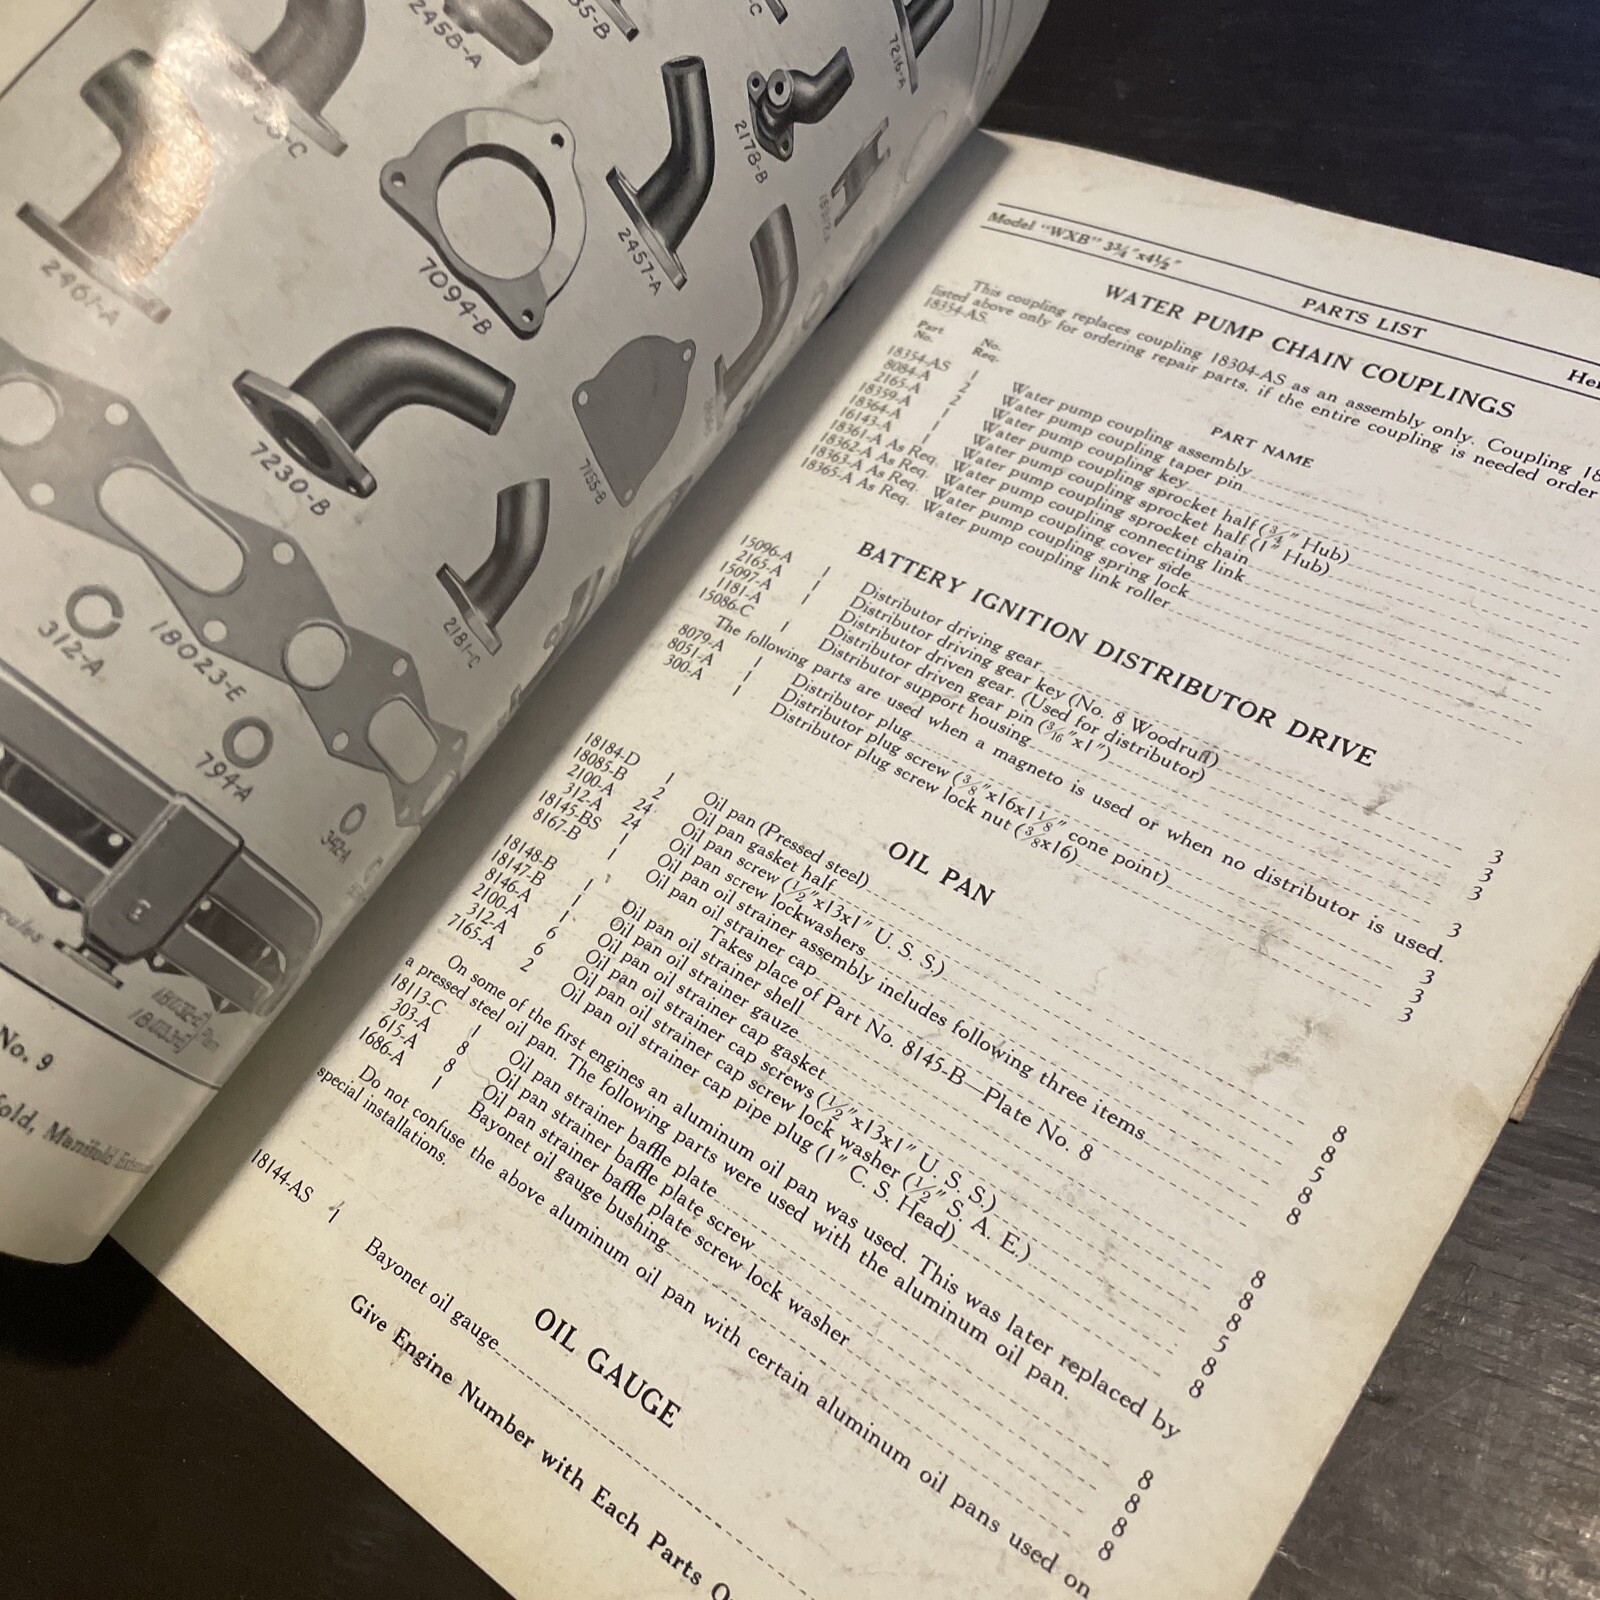 2458-A
2457-A
2178-B
7216-A
2461-A
7094-B
7230-B
7155-B
2181-C
312-A
18023-E
794-A
No. 9
Model "WXB" 3¾"x4½"
PARTS LIST
WATER PUMP CHAIN COUPLINGS
This coupling replaces coupling 18304-AS as an assembly only. Coupling
listed above only for ordering repair parts, if the entire coupling is needed order
18354-AS.
Part No. No. Req. PART NAME
18354-AS 1 Water pump coupling assembly
8084-A 2 Water pump coupling taper pin
2165-A 2 Water pump coupling key
18359-A 1 Water pump coupling sprocket half (¾" Hub)
18364-A 1 Water pump coupling sprocket half (1" Hub)
16143-A 1 Water pump coupling sprocket chain
18361-A As Req. Water pump coupling connecting link
18362-A As Req. Water pump coupling cover side
18363-A As Req. Water pump coupling spring lock
18365-A As Req. Water pump coupling link roller
BATTERY IGNITION DISTRIBUTOR DRIVE
15096-A 1 Distributor driving gear 3
2165-A 1 Distributor driving gear key (No. 8 Woodruff) 3
15097-A 1 Distributor driven gear. (Used for distributor) 3
1181-A Distributor driven gear pin (3/16"x1")
15086-C 1 Distributor support housing 3
The following parts are used when a magneto is used or when no distributor is used.
8079-A 1 Distributor plug 3
8051-A 1 Distributor plug screw (3/8"x16x1 1/8" cone point) 3
300-A 1 Distributor plug screw lock nut (3/8x16) 3
OIL PAN
18184-D 1 Oil pan (Pressed steel) 8
18085-B 2 Oil pan gasket half 8
2100-A 24 Oil pan screw (½"x13x1" U. S. S.) 5
312-A 24 Oil pan screw lockwashers 8
18145-BS 1 Oil pan oil strainer assembly includes following three items 8
8167-B 1 Oil pan oil strainer cap
Takes place of Part No. 8145-B—Plate No. 8
18148-B 1 Oil pan oil strainer shell 8
18147-B 1 Oil pan oil strainer gauze 8
8146-A 1 Oil pan oil strainer cap gasket 8
2100-A 6 Oil pan oil strainer cap screws (½"x13x1" U. S. S.) 5
312-A 6 Oil pan oil strainer cap screw lock washer (½" S. A. E.) 8
7165-A 2 Oil pan oil strainer cap pipe plug (1" C. S. Head) 8
On some of the first engines an aluminum oil pan was used. This was later replaced by
a pressed steel oil pan. The following parts were used with the aluminum oil pan.
18113-C 1 Oil pan strainer baffle plate 8
303-A 8 Oil pan strainer baffle plate screw 8
615-A 8 Oil pan strainer baffle plate screw lock washer 8
1686-A 1 Bayonet oil gauge bushing 8
Do not confuse the above aluminum oil pan with certain aluminum oil pans used on
special installations.
OIL GAUGE
18144-AS 1 Bayonet oil gauge
Give Engine Number with Each Parts